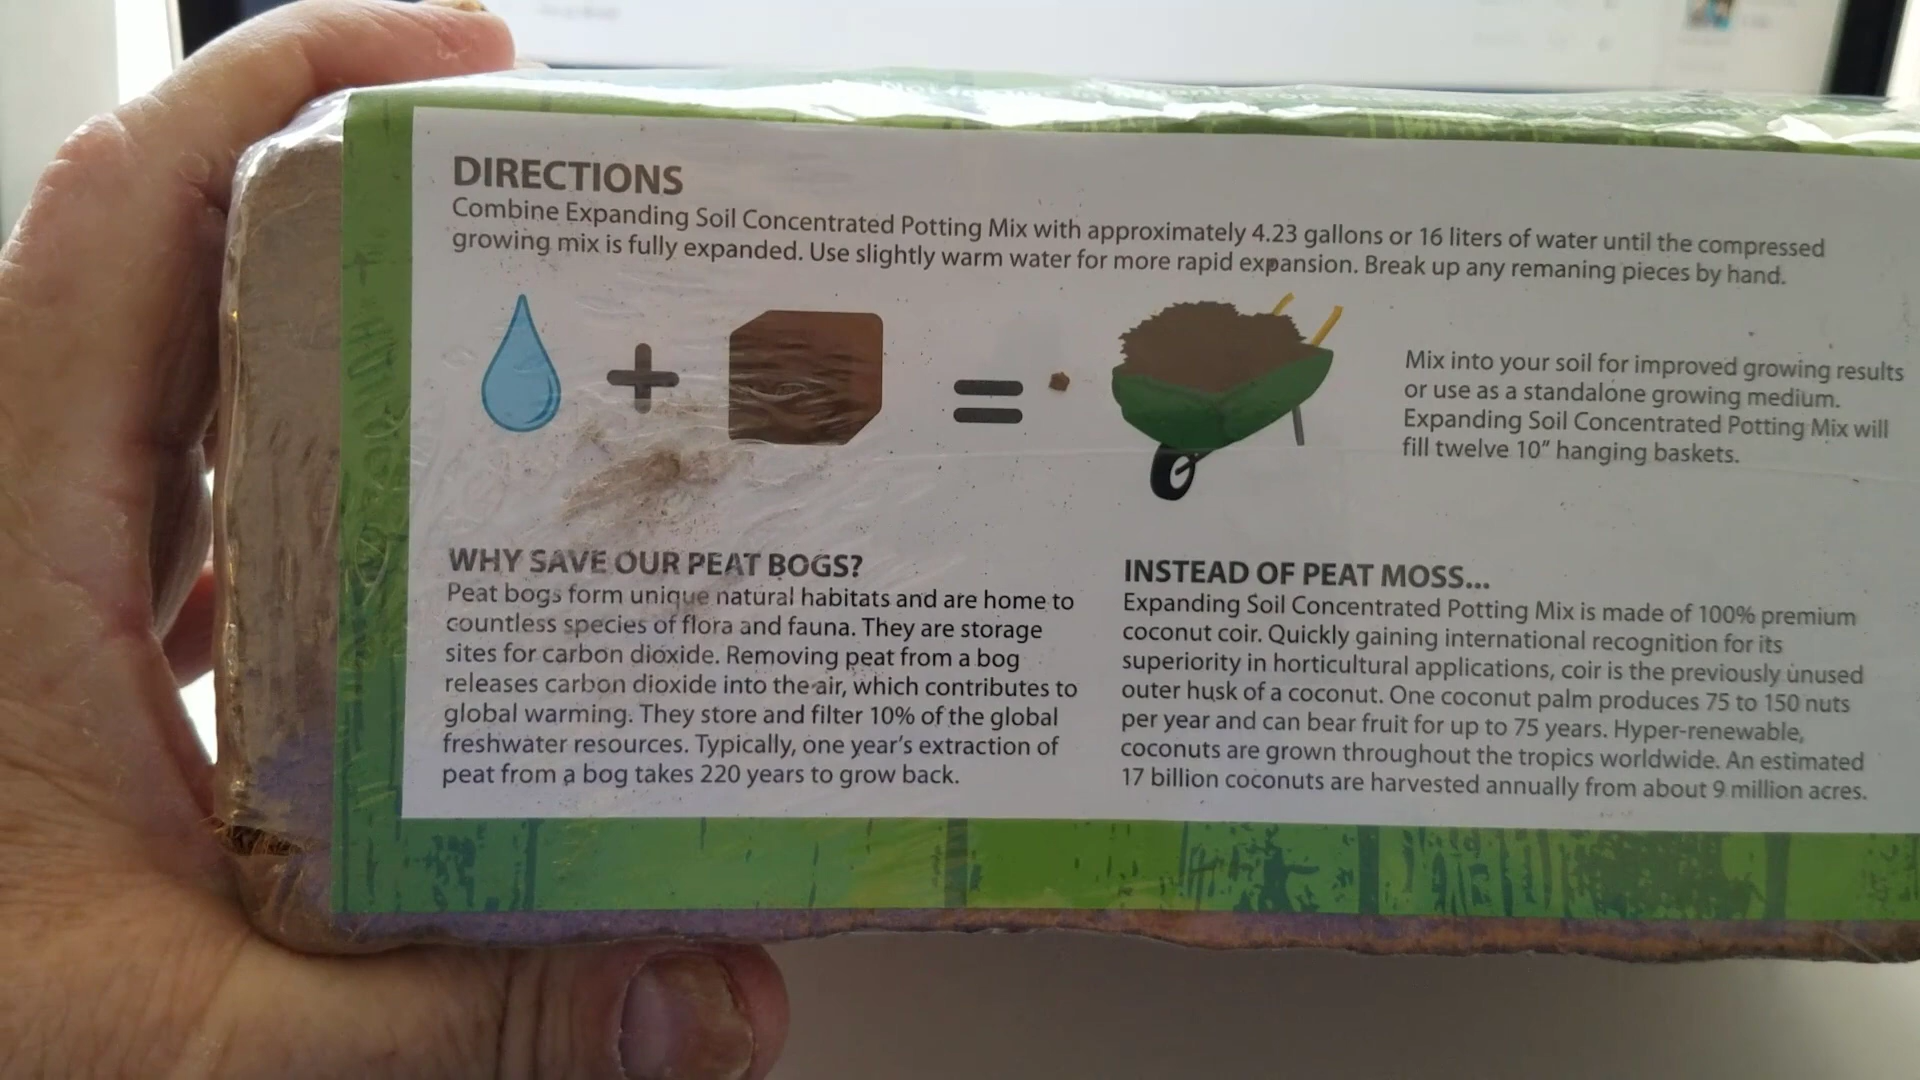 DIRECTIONS
Combine Expanding Soil Concentrated Potting Mix with approximately 4.23 gallons or 16 liters of water until the compressed
growing mix is fully expanded. Use slightly warm water for more rapid expansion. Break up any remaning pieces by hand.
Mix into your soil for improved growing results
or use as a standalone growing medium.
Expanding Soil Concentrated Potting Mix will
fill twelve 10" hanging baskets.
WHY SAVE OUR PEAT BOGS?
Peat bogs form unique natural habitats and are home to
countless species of flora and fauna. They are storage
sites for carbon dioxide. Removing peat from a bog
releases carbon dioxide into the air, which contributes to
global warming. They store and filter 10% of the global
freshwater resources. Typically, one year's extraction of
peat from a bog takes 220 years to grow back.
INSTEAD OF PEAT MOSS...
Expanding Soil Concentrated Potting Mix is made of 100% premium
coconut coir. Quickly gaining international recognition for its
superiority in horticultural applications, coir is the previously unused
outer husk of a coconut. One coconut palm produces 75 to 150 nuts
per year and can bear fruit for up to 75 years. Hyper-renewable,
coconuts are grown throughout the tropics worldwide. An estimated
17 billion coconuts are harvested annually from about 9 million acres.